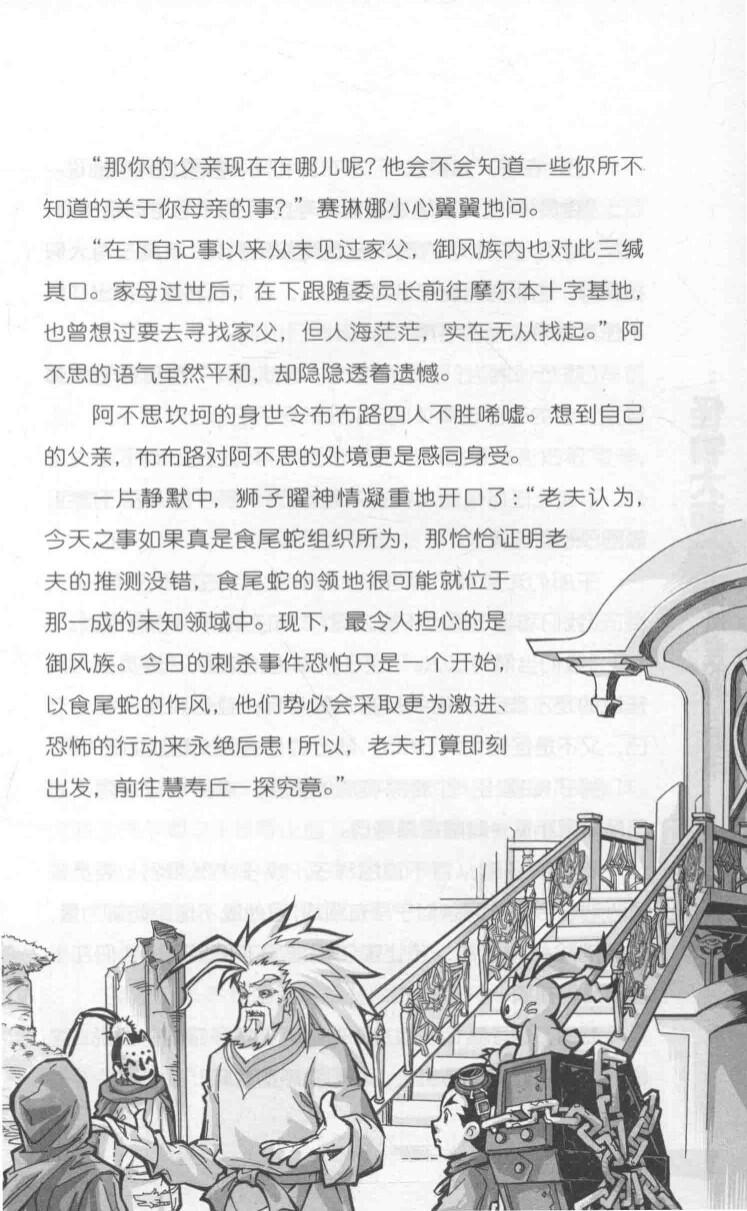 “那你的父亲现在在哪儿呢？他会不会知道一些你所不
知道的关于你母亲的事？”赛琳娜小心翼翼地问。
“在下自记事以来从未见过家父，御风族内也对此三缄
其口。家母过世后，在下跟随委员长前往摩尔本十字基地，
也曾想过要去寻找家父，但人海茫茫，实在无从找起。”阿
不思的语气虽然平和，却隐隐透着遗憾。
阿不思坎坷的身世令布布路四人不胜唏嘘。想到自己
的父亲，布布路对阿不思的处境更是感同身受。
一片静默中，狮子曜神情凝重地开口了：“老夫认为，
今天之事如果真是食尾蛇组织所为，那恰恰证明老
夫的推测没错，食尾蛇的领地很可能就位于
那一成的未知领域中。现下，最令人担心的是
御风族。今日的刺杀事件恐怕只是一个开始，
以食尾蛇的作风，他们势必会采取更为激进、
恐怖的行动来永绝后患！所以，老夫打算即刻
出发，前往慧寿丘一探究竟。”